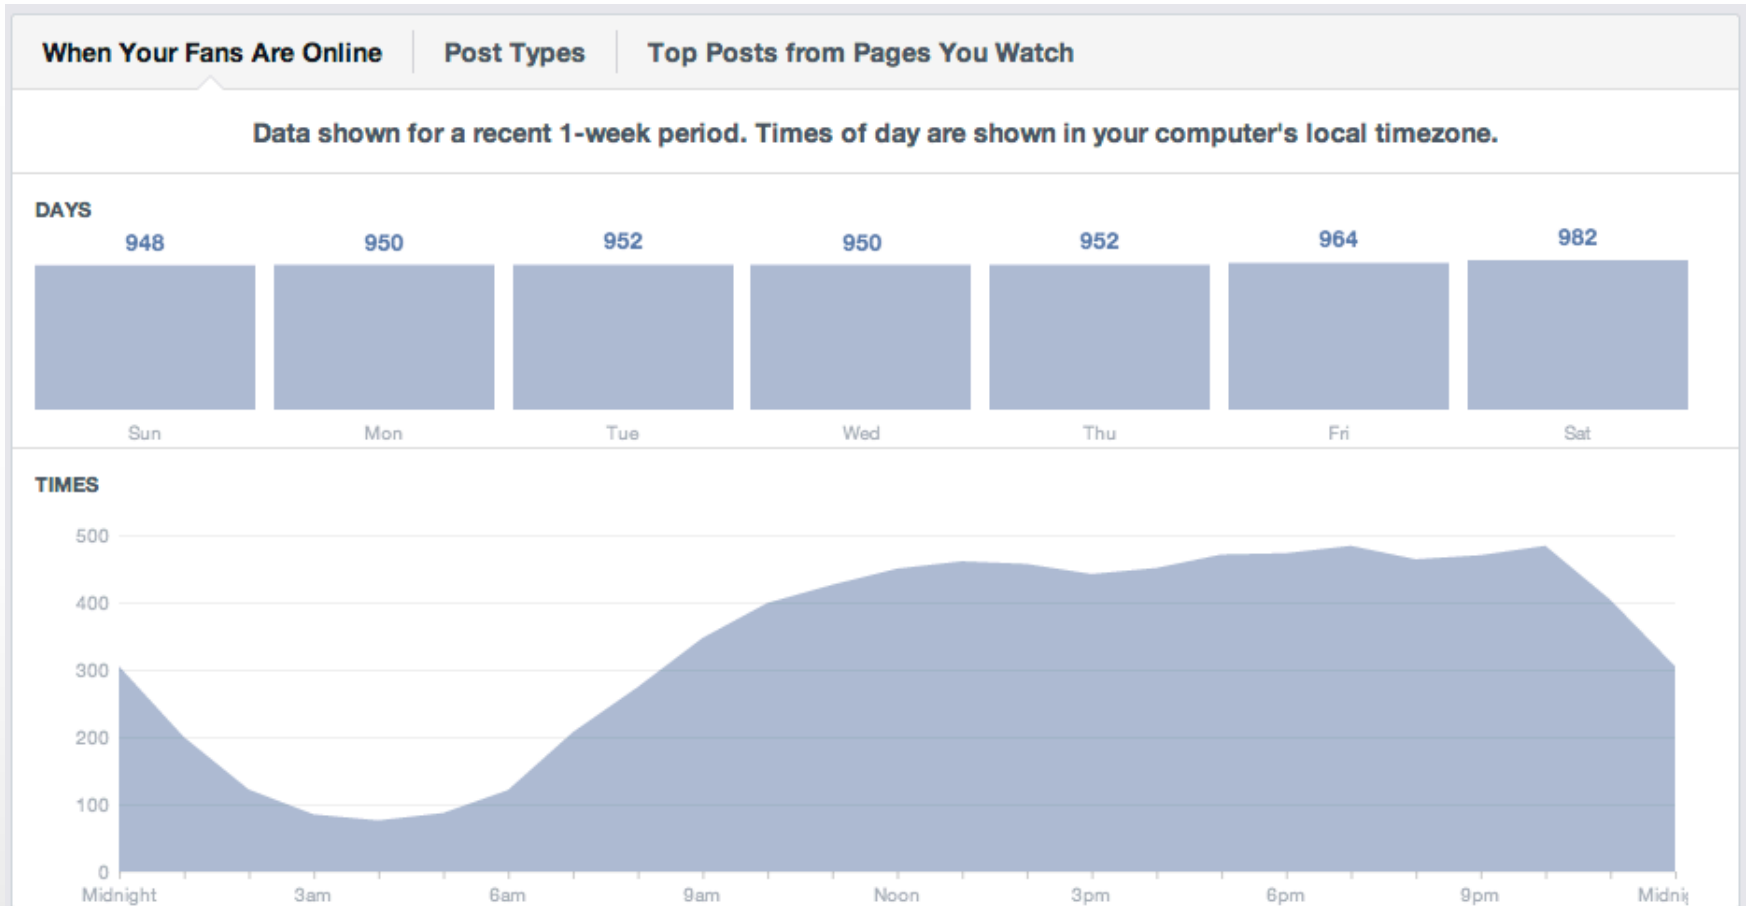 When Your Fans Are Online Post Types Top Posts from Pages You Watch
Data shown for a recent 1-week period. Times of day are shown in your computer's local timezone.
DAYS
948 950 952 950 952 964 982
Sun Mon Tue Wed Thu Fri Sat
TIMES
500
400
300
200
100
0
Midnight 3am 6am 9am Noon 3pm 6pm 9pm